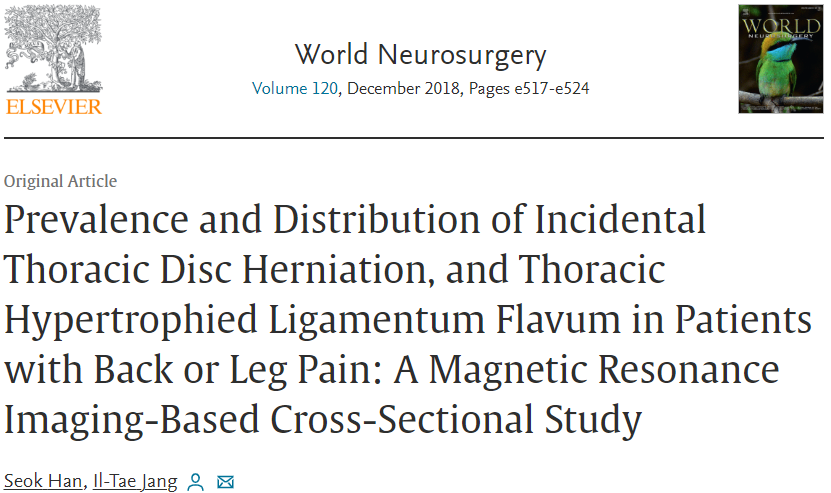 World Neurosurgery
Volume 120, December 2018, Pages e517-e524
ELSEVIER
WORLD
NEUROSURGERY
Original Article
Prevalence and Distribution of Incidental
Thoracic Disc Herniation, and Thoracic
Hypertrophied Ligamentum Flavum in Patients
with Back or Leg Pain: A Magnetic Resonance
Imaging-Based Cross-Sectional Study
Seok Han, Il-Tae Jang